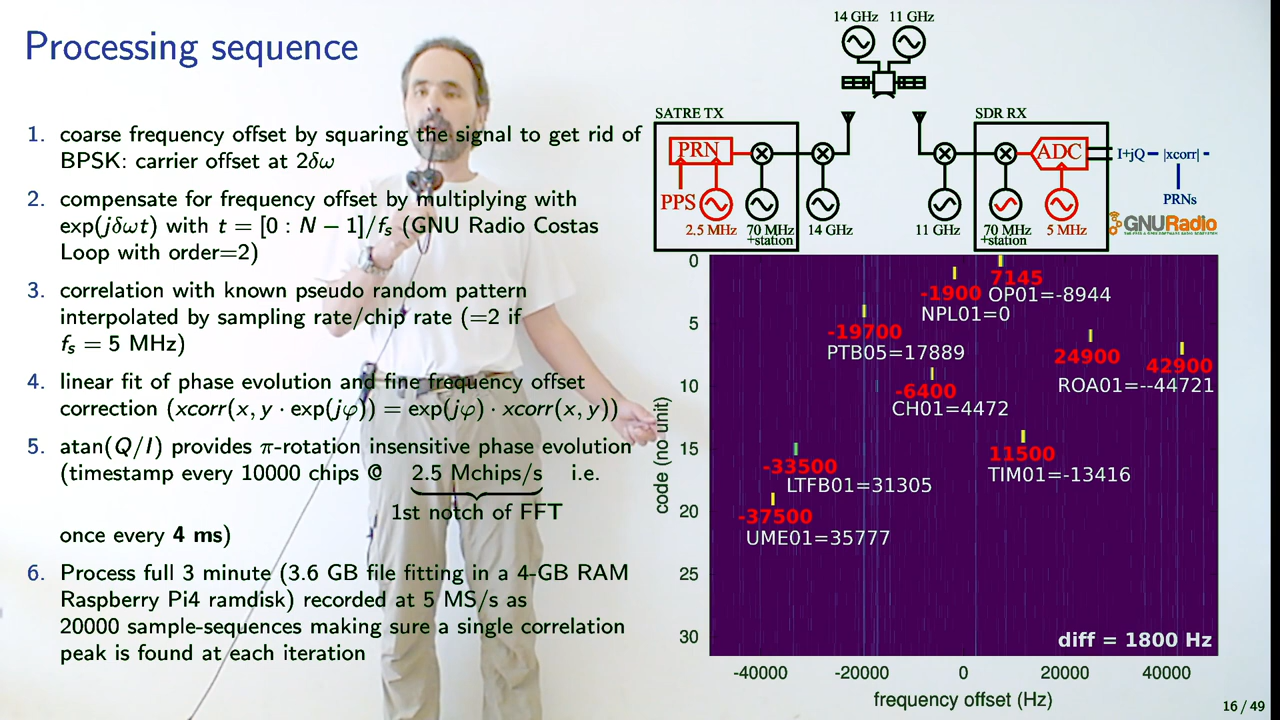 Processing sequence
1. coarse frequency offset by squaring the signal to get rid of
BPSK: carrier offset at 2δω
2. compensate for frequency offset by multiplying with
exp(jδωt) with t = [0 : N − 1]/fs (GNU Radio Costas
Loop with order=2)
3. correlation with known pseudo random pattern
interpolated by sampling rate/chip rate (=2 if
fs = 5 MHz)
4. linear fit of phase evolution and fine frequency offset
correction (xcorr(x, y · exp(jφ)) = exp(jφ) · xcorr(x, y))
5. atan(Q/I) provides π-rotation insensitive phase evolution
(timestamp every 10000 chips @ 2.5 Mchips/s i.e.
1st notch of FFT
once every 4 ms)
6. Process full 3 minute (3.6 GB file fitting in a 4-GB RAM
Raspberry Pi4 ramdisk) recorded at 5 MS/s as
20000 sample-sequences making sure a single correlation
peak is found at each iteration
14 GHz 11 GHz
SATRE TX SDR RX
PRN ADC I+jQ |xcorr|
PPS PRNs
2.5 MHz 70 MHz +station 14 GHz 11 GHz 70 MHz +station 5 MHz
GNURadio
0
5
10
15
20
25
30
code (no unit)
7145
-1900 OP01=-8944
NPL01=0
-19700
PTB05=17889
24900
42900
ROA01=--44721
-6400
CH01=4472
11500
-33500
TIM01=-13416
LTFB01=31305
-37500
UME01=35777
diff = 1800 Hz
-40000 -20000 0 20000 40000
frequency offset (Hz)
16 / 49